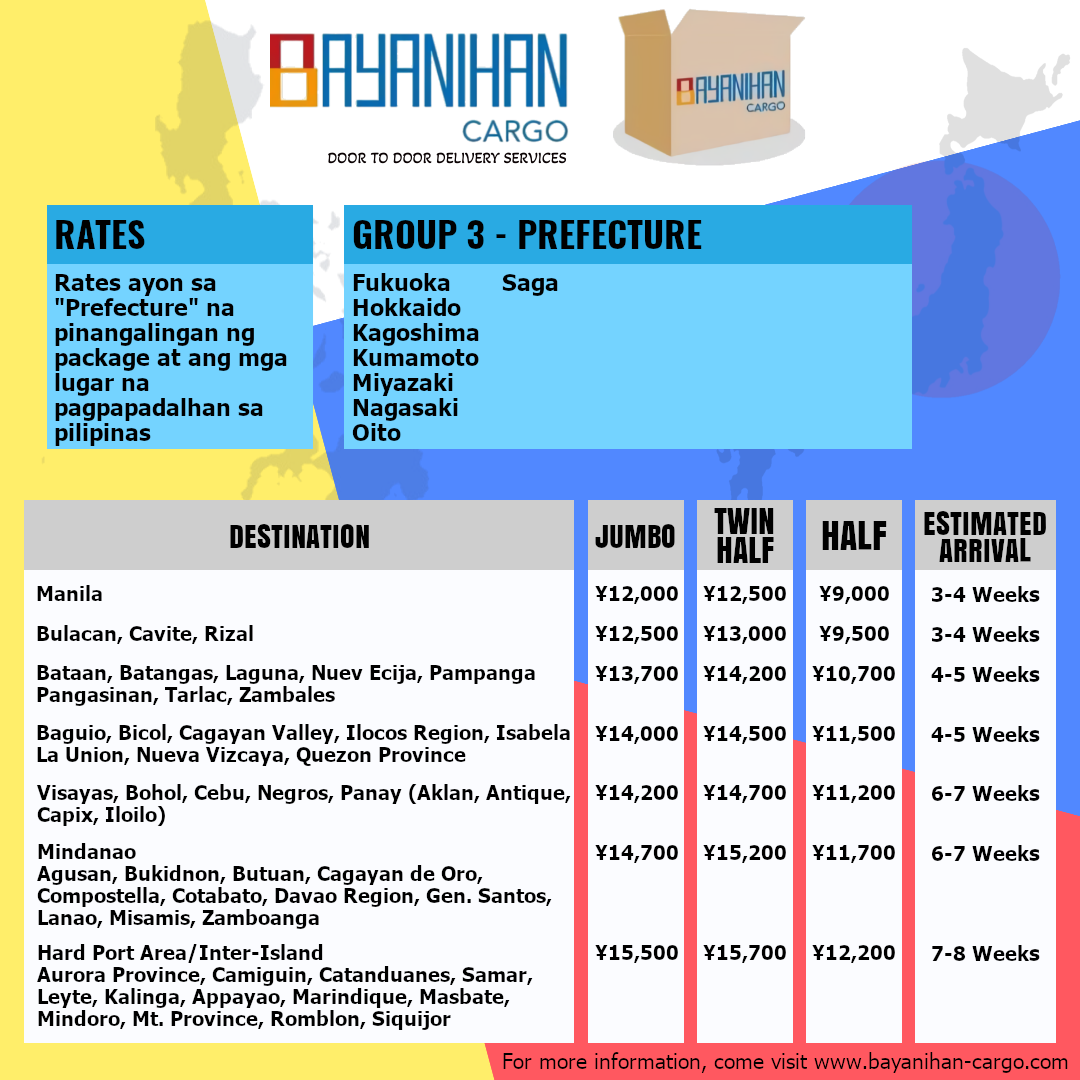 BAYANIHAN
CARGO
DOOR TO DOOR DELIVERY SERVICES
BAYANIHAN
CARGO
RATES
Rates ayon sa
"Prefecture" na
pinangalingan ng
package at ang mga
lugar na
pagpapadalhan sa
pilipinas
GROUP 3 - PREFECTURE
Fukuoka Saga
Hokkaido
Kagoshima
Kumamoto
Miyazaki
Nagasaki
Oito
DESTINATION JUMBO TWIN HALF HALF ESTIMATED ARRIVAL
Manila ¥12,000 ¥12,500 ¥9,000 3-4 Weeks
Bulacan, Cavite, Rizal ¥12,500 ¥13,000 ¥9,500 3-4 Weeks
Bataan, Batangas, Laguna, Nuev Ecija, Pampanga ¥13,700 ¥14,200 ¥10,700 4-5 Weeks
Pangasinan, Tarlac, Zambales
Baguio, Bicol, Cagayan Valley, Ilocos Region, Isabela ¥14,000 ¥14,500 ¥11,500 4-5 Weeks
La Union, Nueva Vizcaya, Quezon Province
Visayas, Bohol, Cebu, Negros, Panay (Aklan, Antique, ¥14,200 ¥14,700 ¥11,200 6-7 Weeks
Capix, Iloilo)
Mindanao ¥14,700 ¥15,200 ¥11,700 6-7 Weeks
Agusan, Bukidnon, Butuan, Cagayan de Oro,
Compostella, Cotabato, Davao Region, Gen. Santos,
Lanao, Misamis, Zamboanga
Hard Port Area/Inter-Island ¥15,500 ¥15,700 ¥12,200 7-8 Weeks
Aurora Province, Camiguin, Catanduanes, Samar,
Leyte, Kalinga, Appayao, Marindique, Masbate,
Mindoro, Mt. Province, Romblon, Siquijor
For more information, come visit www.bayanihan-cargo.com